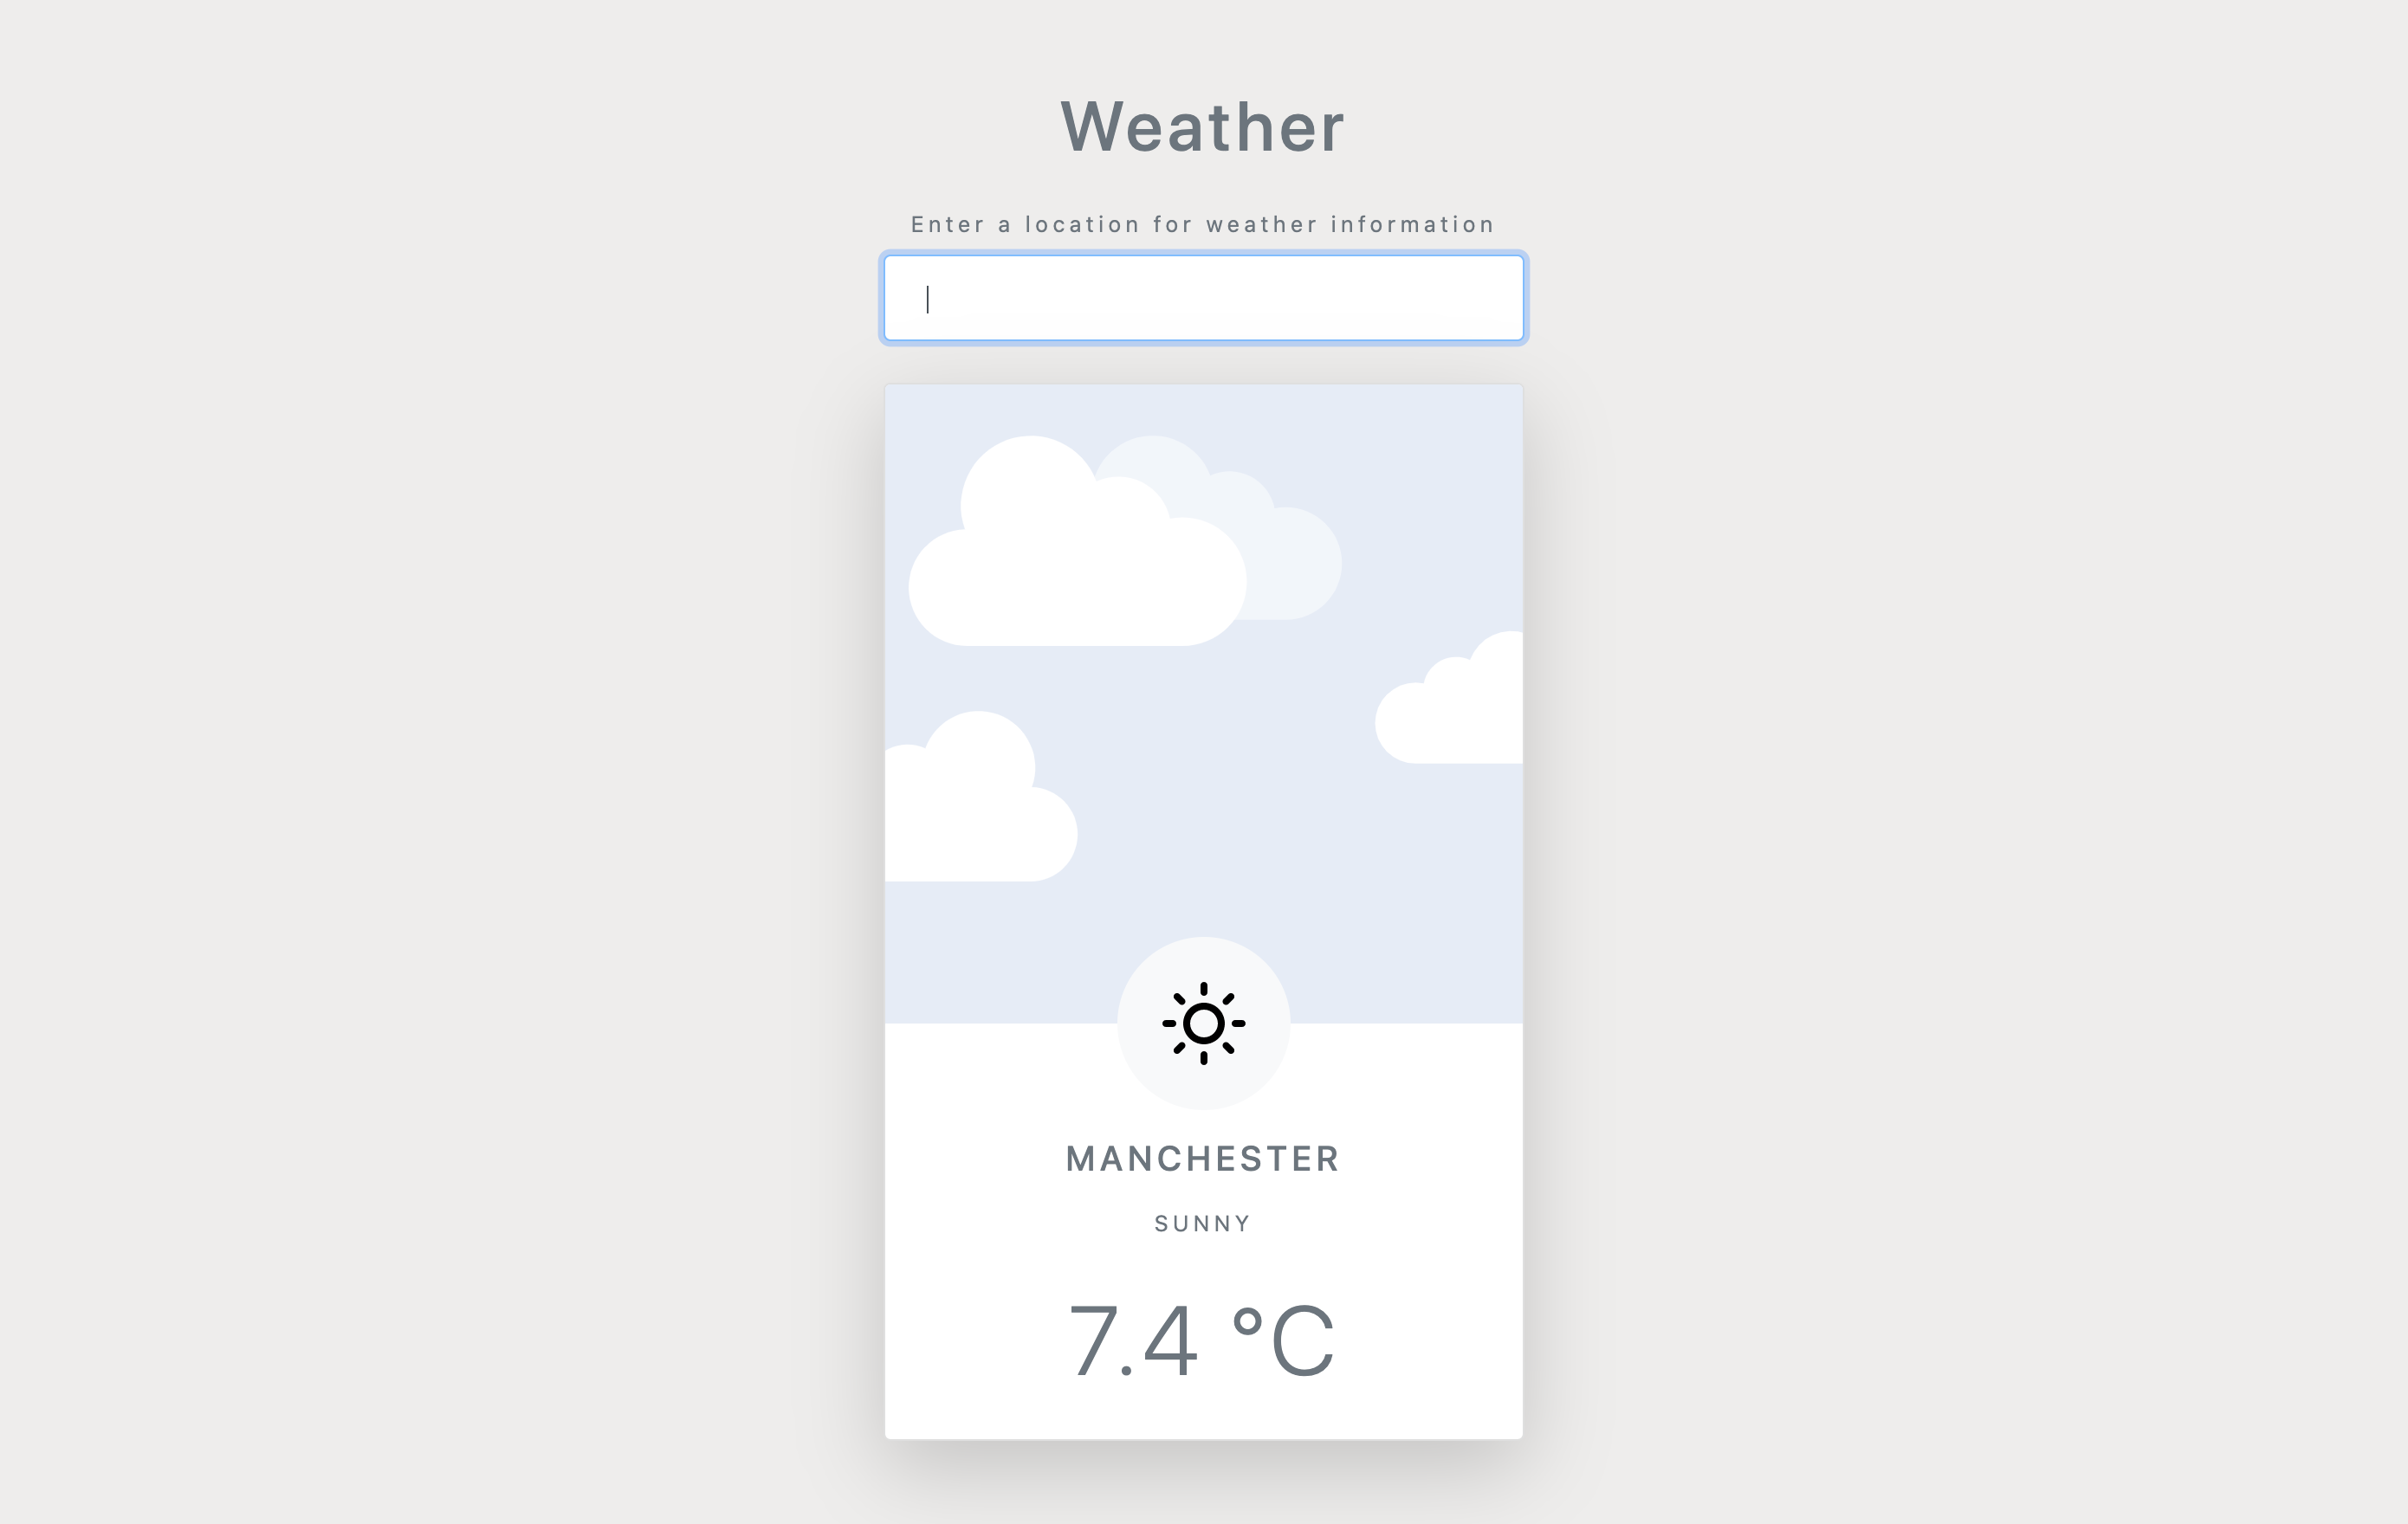 Weather
Enter a location for weather information
MANCHESTER
SUNNY
7.4 °C